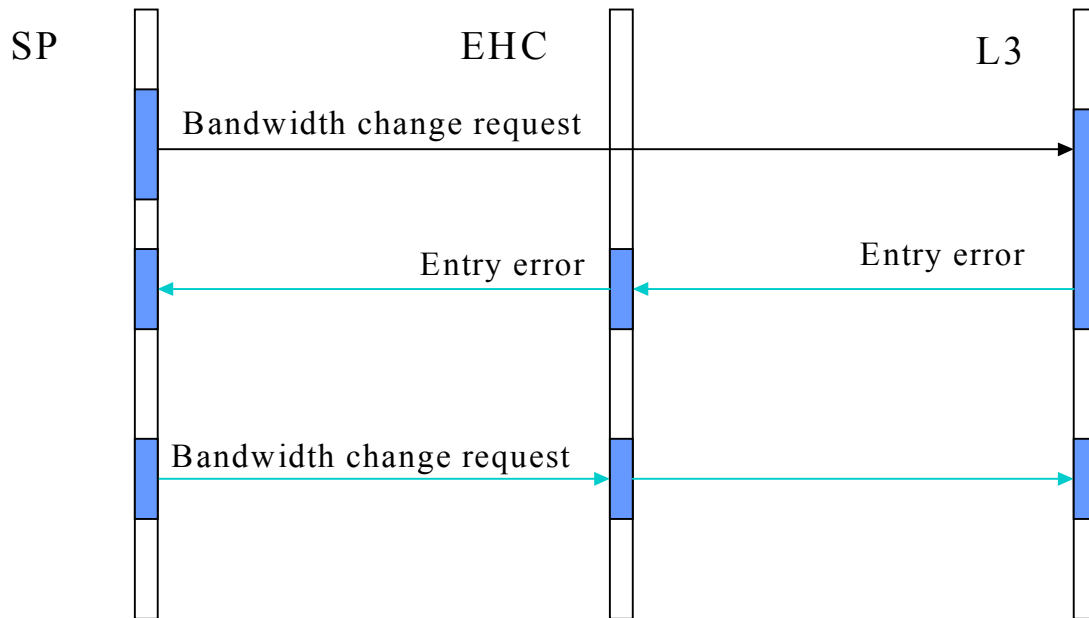 SP
EHC
L3
Bandwidth change request
Entry error
Entry error
Bandwidth change request